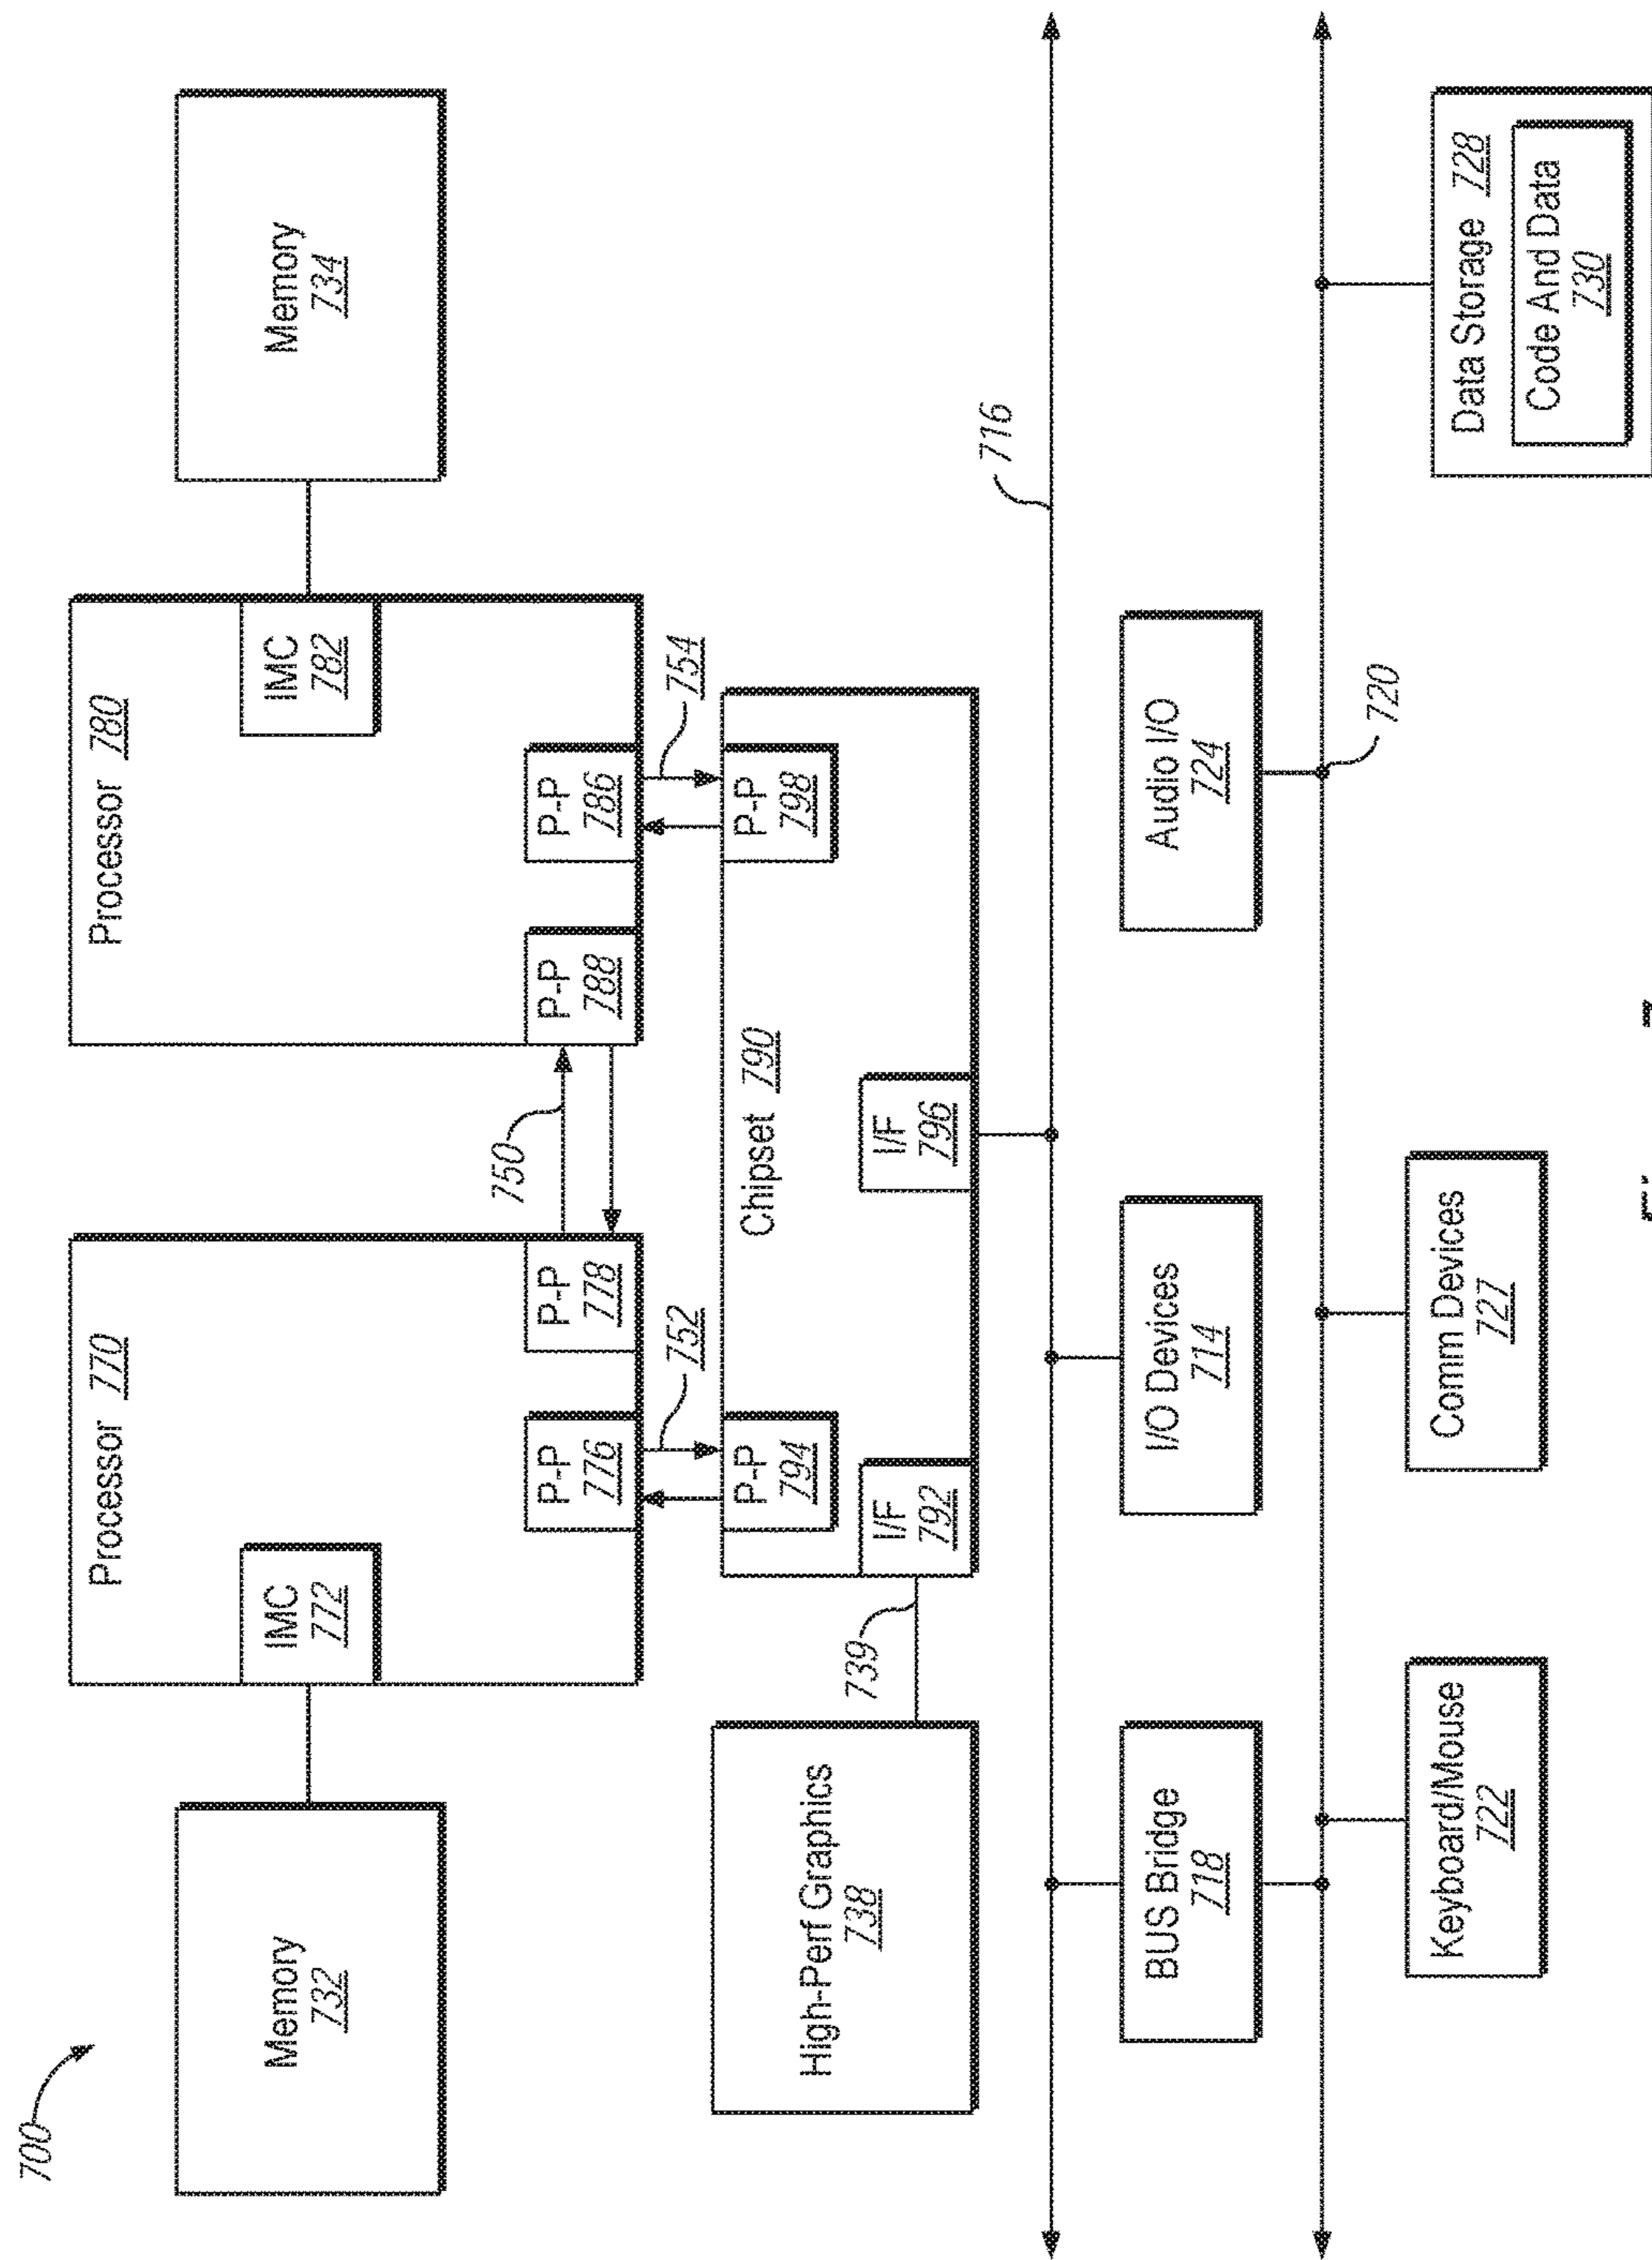 700
Memory
732
Processor 770
IMC
772
P-P
776
P-P
778
750
Processor 780
IMC
782
P-P
788
P-P
786
Memory
734
752
754
High-Perf Graphics
738
739
Chipset 790
P-P
794
P-P
798
I/F
792
I/F
796
716
BUS Bridge
718
I/O Devices
714
Audio I/O
724
720
Keyboard/Mouse
722
Comm Devices
727
Data Storage 728
Code And Data
730